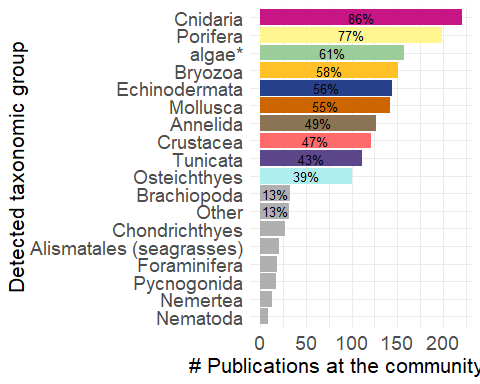 Detected taxonomic group
Cnidaria 86%
Porifera 77%
algae* 61%
Bryozoa 58%
Echinodermata 56%
Mollusca 55%
Annelida 49%
Crustacea 47%
Tunicata 43%
Osteichthyes 39%
Brachiopoda 13%
Other 13%
Chondrichthyes
Alismatales (seagrasses)
Foraminifera
Pycnogonida
Nemertea
Nematoda
0 50 100 150 200
# Publications at the community